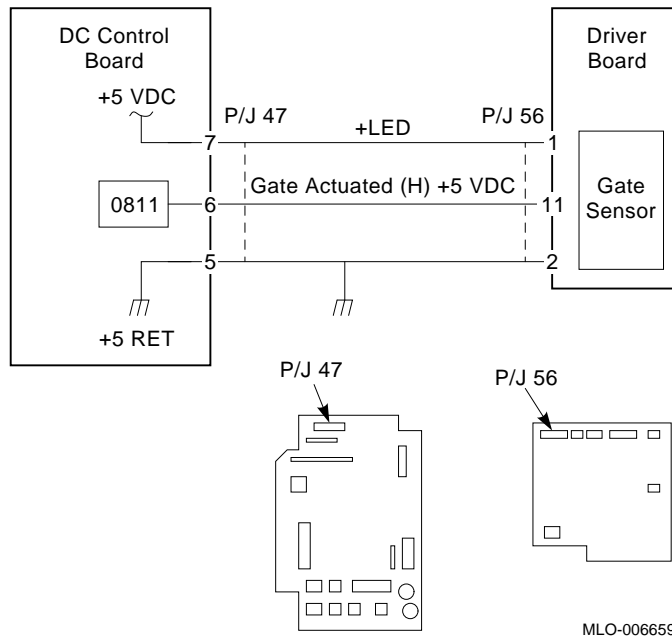 DC Control
Board
Driver
Board
+5 VDC
P/J 47
+LED
P/J 56
7
1
0811
6
Gate Actuated (H) +5 VDC
11
Gate
Sensor
5
2
+5 RET
P/J 47
P/J 56
MLO-006659